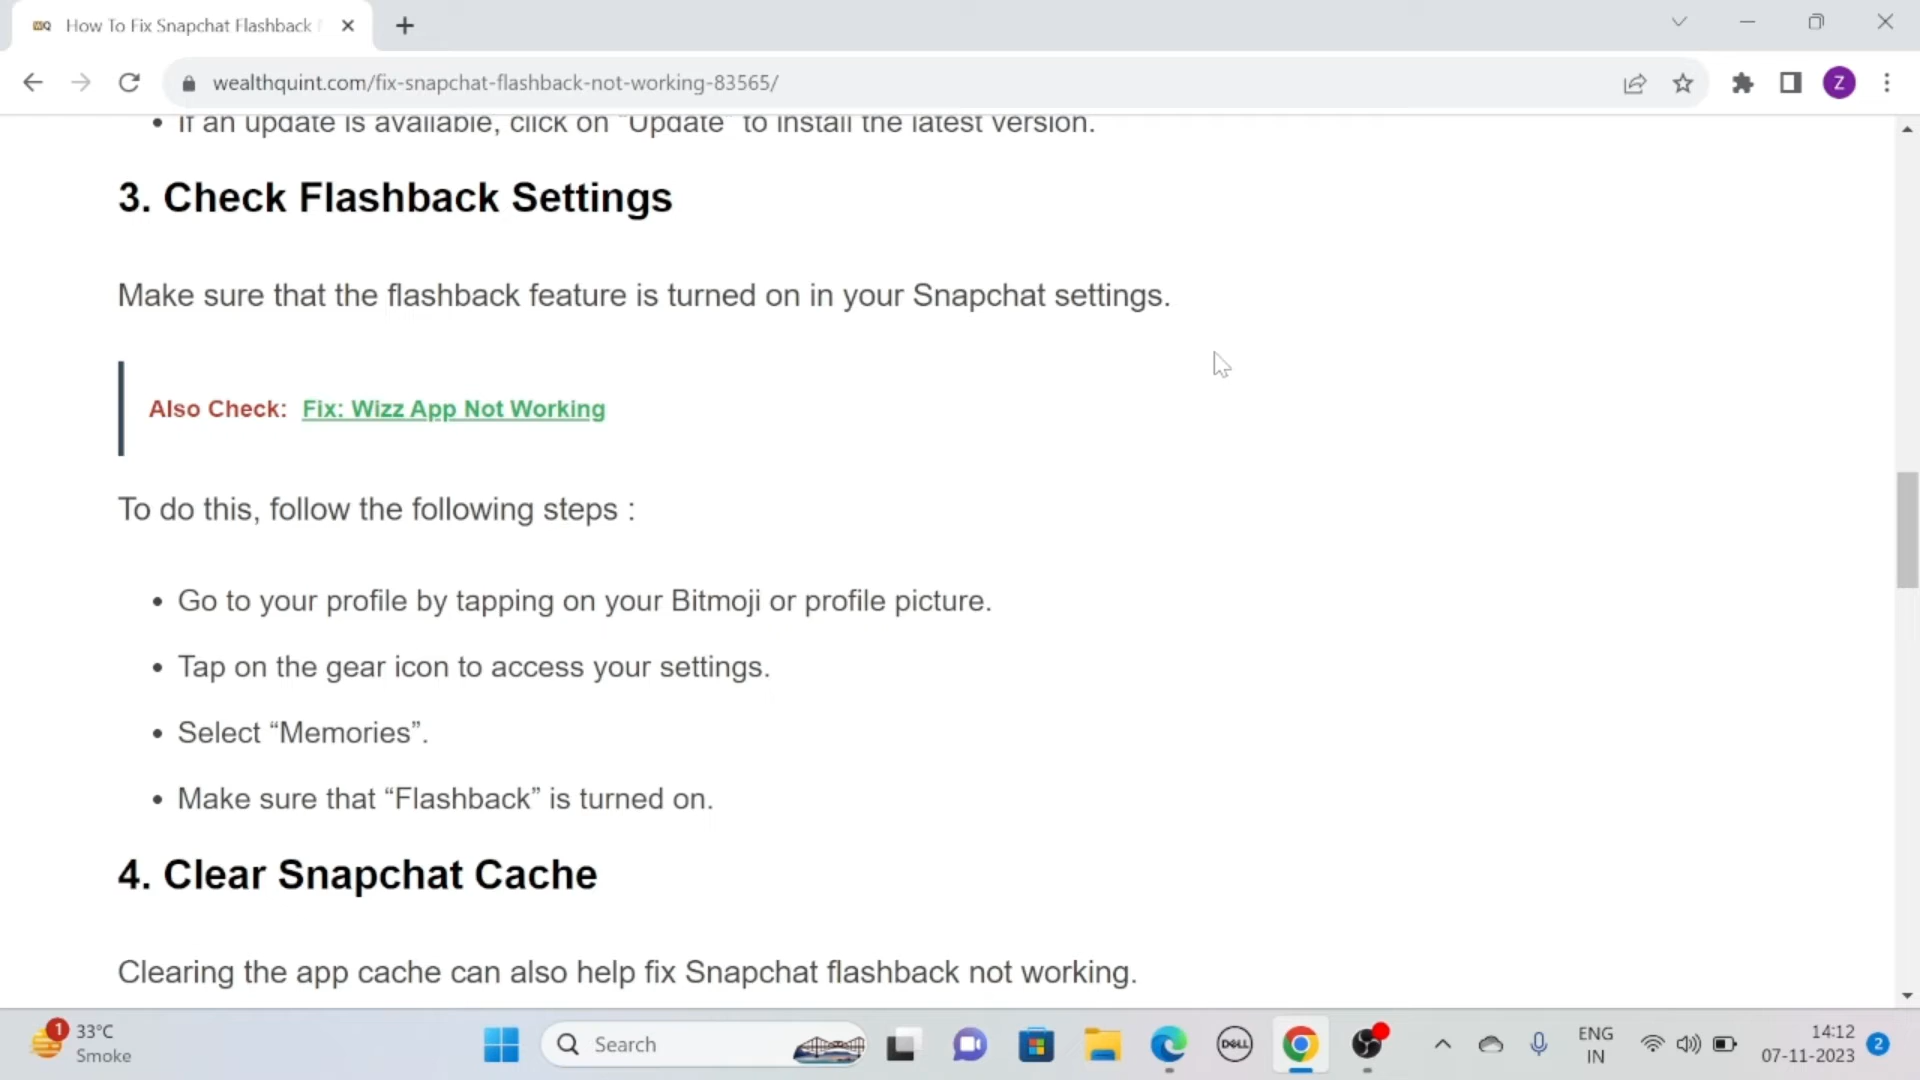 How To Fix Snapchat Flashback
wealthquint.com/fix-snapchat-flashback-not-working-83565/
Z
• If an update is available, click on “Update” to install the latest version.
3. Check Flashback Settings
Make sure that the flashback feature is turned on in your Snapchat settings.
Also Check: Fix: Wizz App Not Working
To do this, follow the following steps :
• Go to your profile by tapping on your Bitmoji or profile picture.
• Tap on the gear icon to access your settings.
• Select “Memories”.
• Make sure that “Flashback” is turned on.
4. Clear Snapchat Cache
Clearing the app cache can also help fix Snapchat flashback not working.
1
33°C
Smoke
Search
DELL
ENG
IN
14:12
07-11-2023
2